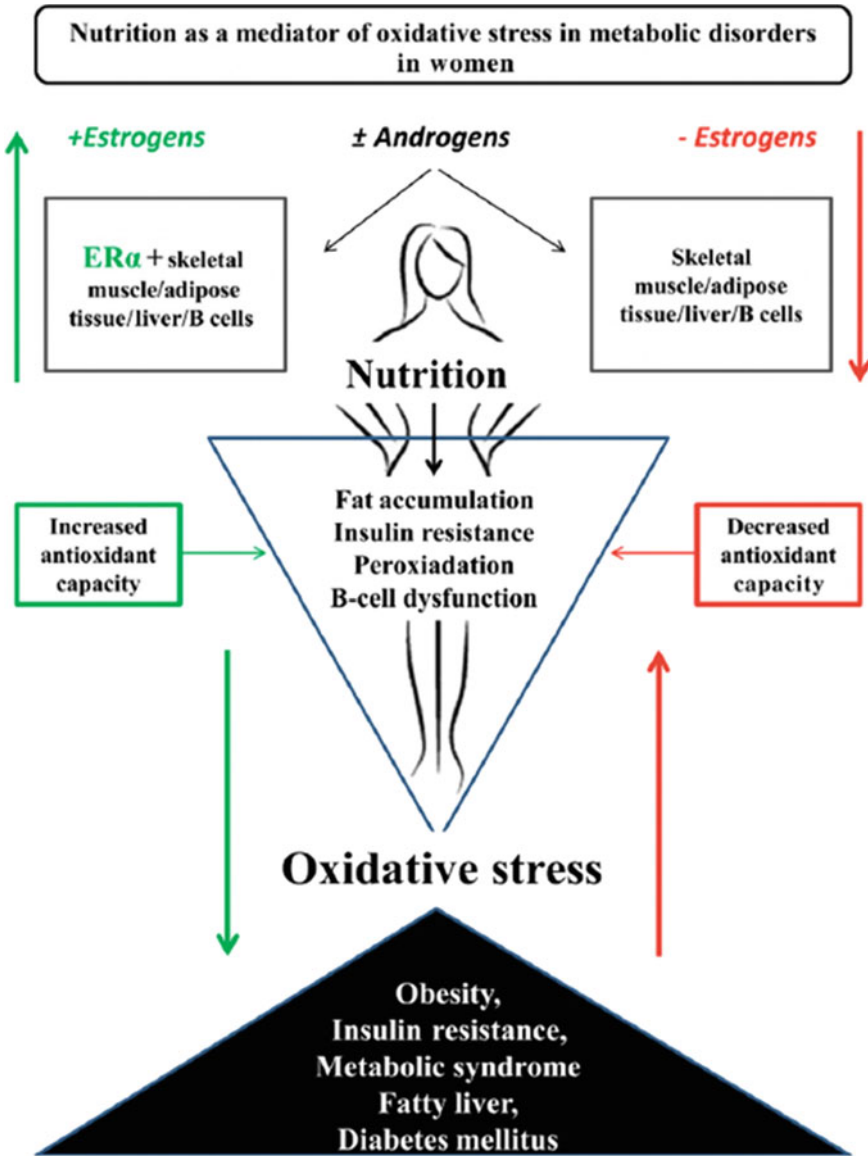 Nutrition as a mediator of oxidative stress in metabolic disorders
in women
+Estrogens
± Androgens
- Estrogens
ERα + skeletal
muscle/adipose
tissue/liver/B cells
Skeletal
muscle/adipose
tissue/liver/B cells
Nutrition
Fat accumulation
Insulin resistance
Peroxiadation
B-cell dysfunction
Increased
antioxidant
capacity
Decreased
antioxidant
capacity
Oxidative stress
Obesity,
Insulin resistance,
Metabolic syndrome
Fatty liver,
Diabetes mellitus